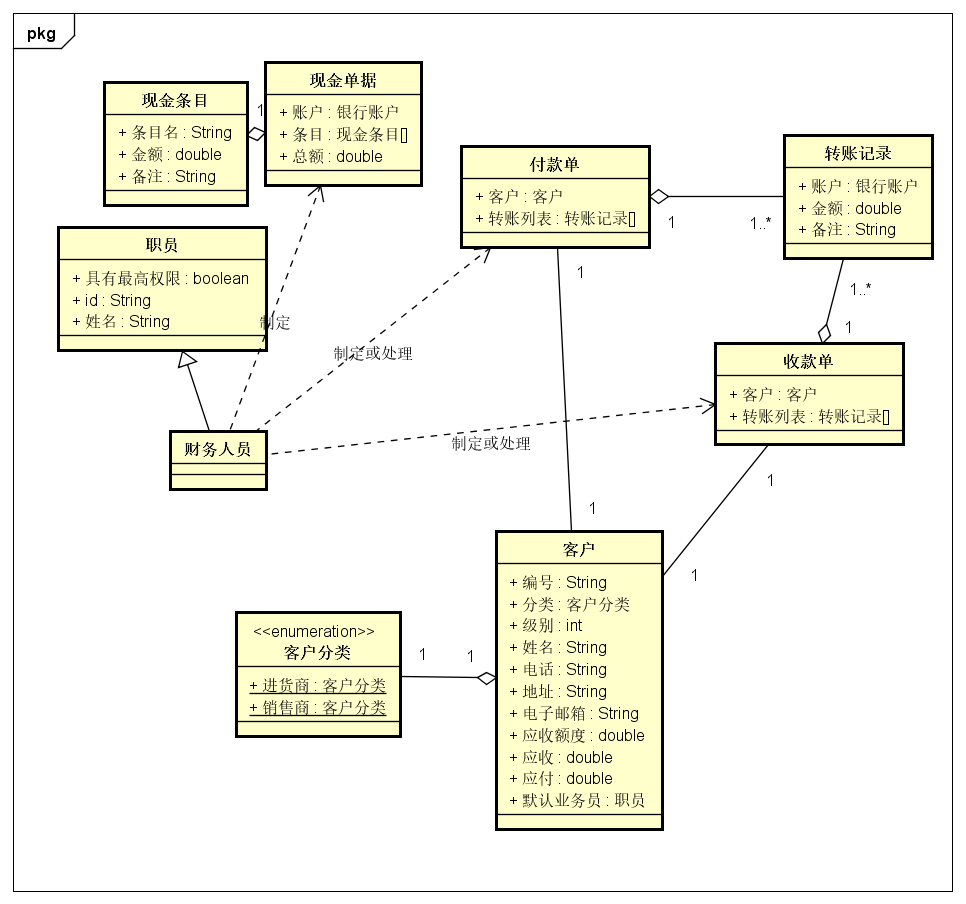 pkg
现金条目
+ 条目名 : String
+ 金额 : double
+ 备注 : String
1
现金单据
+ 账户 : 银行账户
+ 条目 : 现金条目[]
+ 总额 : double
付款单
+ 客户 : 客户
+ 转账列表 : 转账记录[]
1
1..*
转账记录
+ 账户 : 银行账户
+ 金额 : double
+ 备注 : String
职员
+ 具有最高权限 : boolean
+ id : String
+ 姓名 : String
制定
制定或处理
1
1..*
1
收款单
+ 客户 : 客户
+ 转账列表 : 转账记录[]
财务人员
制定或处理
1
1
1
客户
+ 编号 : String
+ 分类 : 客户分类
+ 级别 : int
+ 姓名 : String
+ 电话 : String
+ 地址 : String
+ 电子邮箱 : String
+ 应收额度 : double
+ 应收 : double
+ 应付 : double
+ 默认业务员 : 职员
<<enumeration>>
客户分类
+ 进货商 : 客户分类
+ 销售商 : 客户分类
1
1